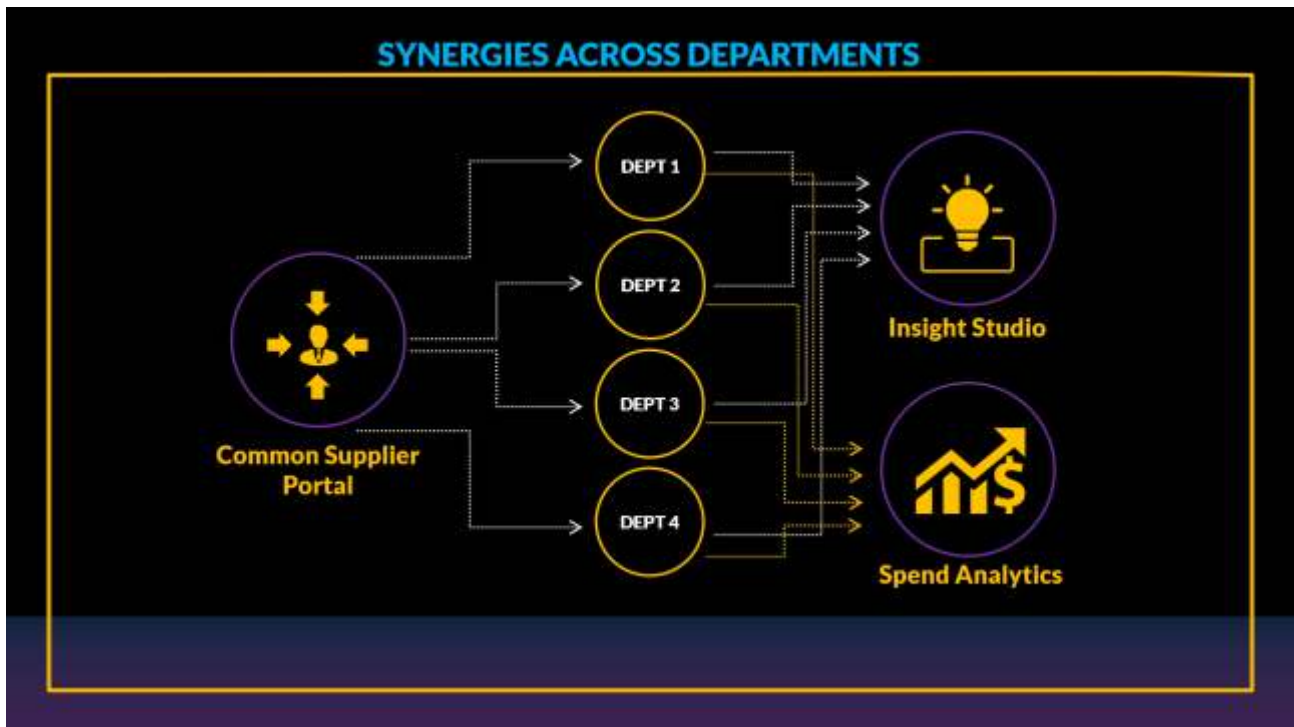 SYNERGIES ACROSS DEPARTMENTS
DEPT 1
DEPT 2
DEPT 3
DEPT 4
Common Supplier
Portal
Insight Studio
Spend Analytics